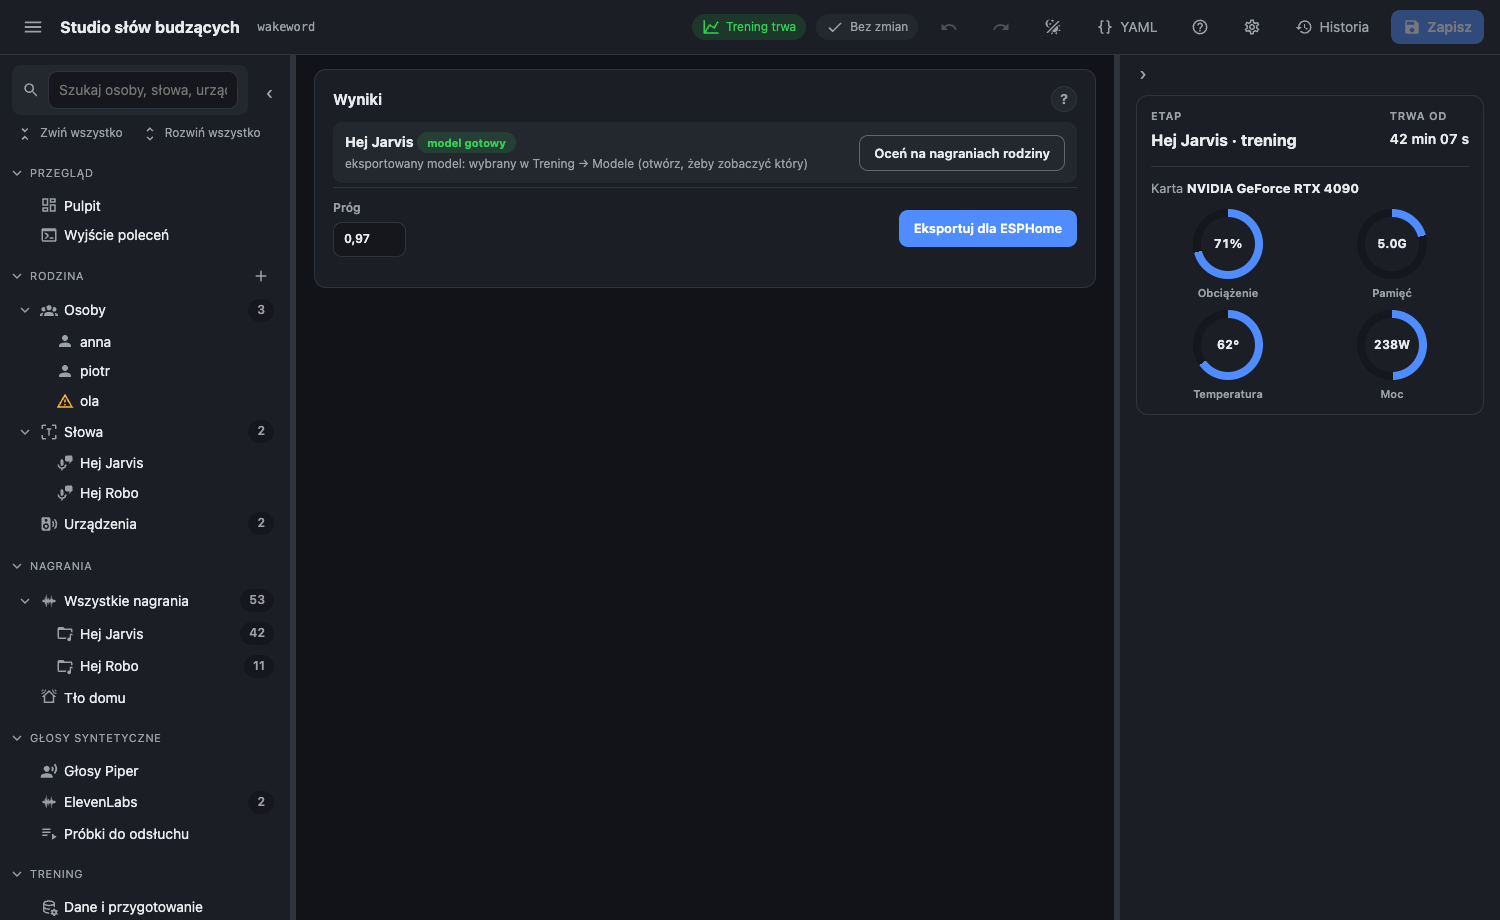 Studio słów budzących
wakeword
Trening trwa
Bez zmian
YAML
Historia
Zapisz
Szukaj osoby, słowa, urząd
Zwiń wszystko
Rozwiń wszystko
PRZEGLĄD
Pulpit
Wyjście poleceń
RODZINA
Osoby 3
anna
piotr
ola
Słowa 2
Hej Jarvis
Hej Robo
Urządzenia 2
NAGRANIA
Wszystkie nagrania 53
Hej Jarvis 42
Hej Robo 11
Tło domu
GŁOSY SYNTETYCZNE
Głosy Piper
ElevenLabs 2
Próbki do odsłuchu
TRENING
Dane i przygotowanie
Wyniki
?
Hej Jarvis model gotowy
eksportowany model: wybrany w Trening → Modele (otwórz, żeby zobaczyć który)
Oceń na nagraniach rodziny
Próg
0,97
Eksportuj dla ESPHome
ETAP
TRWA OD
Hej Jarvis · trening
42 min 07 s
Karta NVIDIA GeForce RTX 4090
71%
5.0G
Obciążenie
Pamięć
62°
238W
Temperatura
Moc